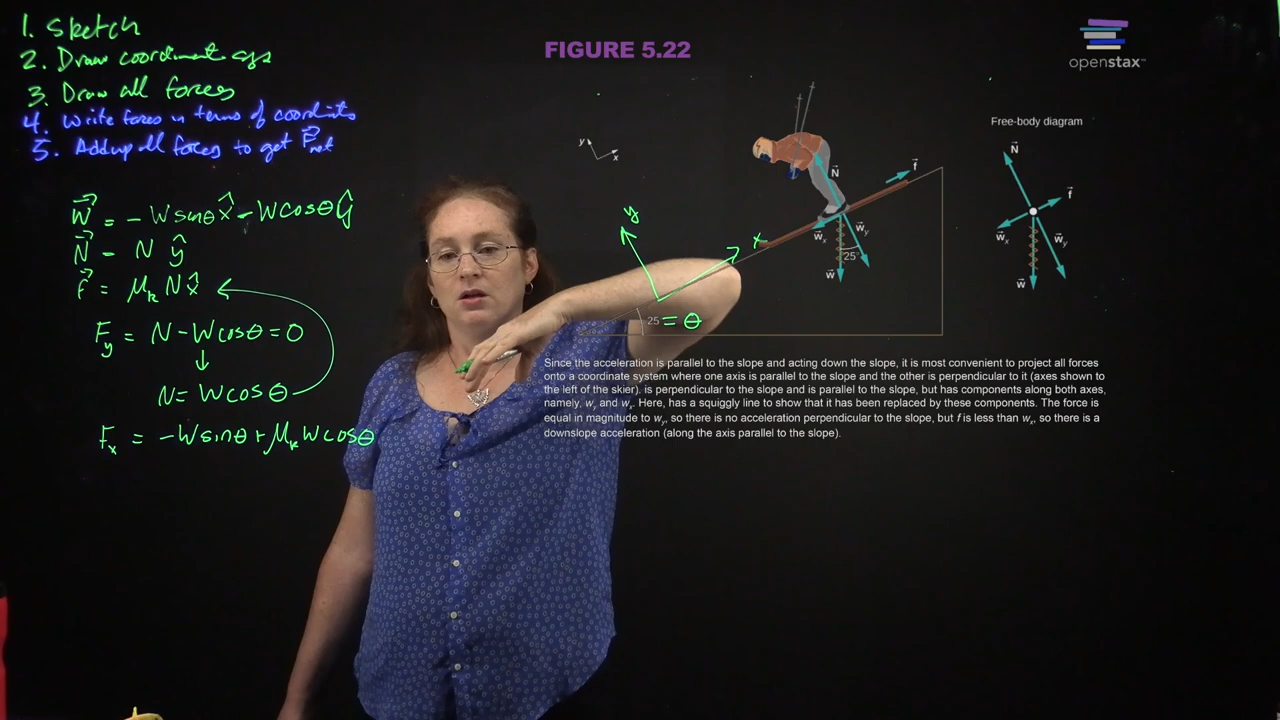 1. Sketch
2. Draw coordinate sys
3. Draw all forces
4. Write forces in terms of coordinates
5. Add up all forces to get F⃗net
W⃗ = - W sinθ x̂ - W cosθ ŷ
N⃗ = N ŷ
f⃗ = μk N x̂
Fy = N - W cosθ = 0
↓
N = W cosθ
Fx = - W sinθ + μk W cosθ
FIGURE 5.22
openstax™
y
x
y
x
25 = θ
N⃗
f⃗
w⃗x
w⃗y
w⃗
25
Free-body diagram
N⃗
f⃗
w⃗x
w⃗y
w⃗
Since the acceleration is parallel to the slope and acting down the slope, it is most convenient to project all forces
onto a coordinate system where one axis is parallel to the slope and the other is perpendicular to it (axes shown to
the left of the skier). is perpendicular to the slope and is parallel to the slope, but has components along both axes,
namely, wy and wx. Here, has a squiggly line to show that it has been replaced by these components. The force is
equal in magnitude to wy, so there is no acceleration perpendicular to the slope, but f is less than wx, so there is a
downslope acceleration (along the axis parallel to the slope).